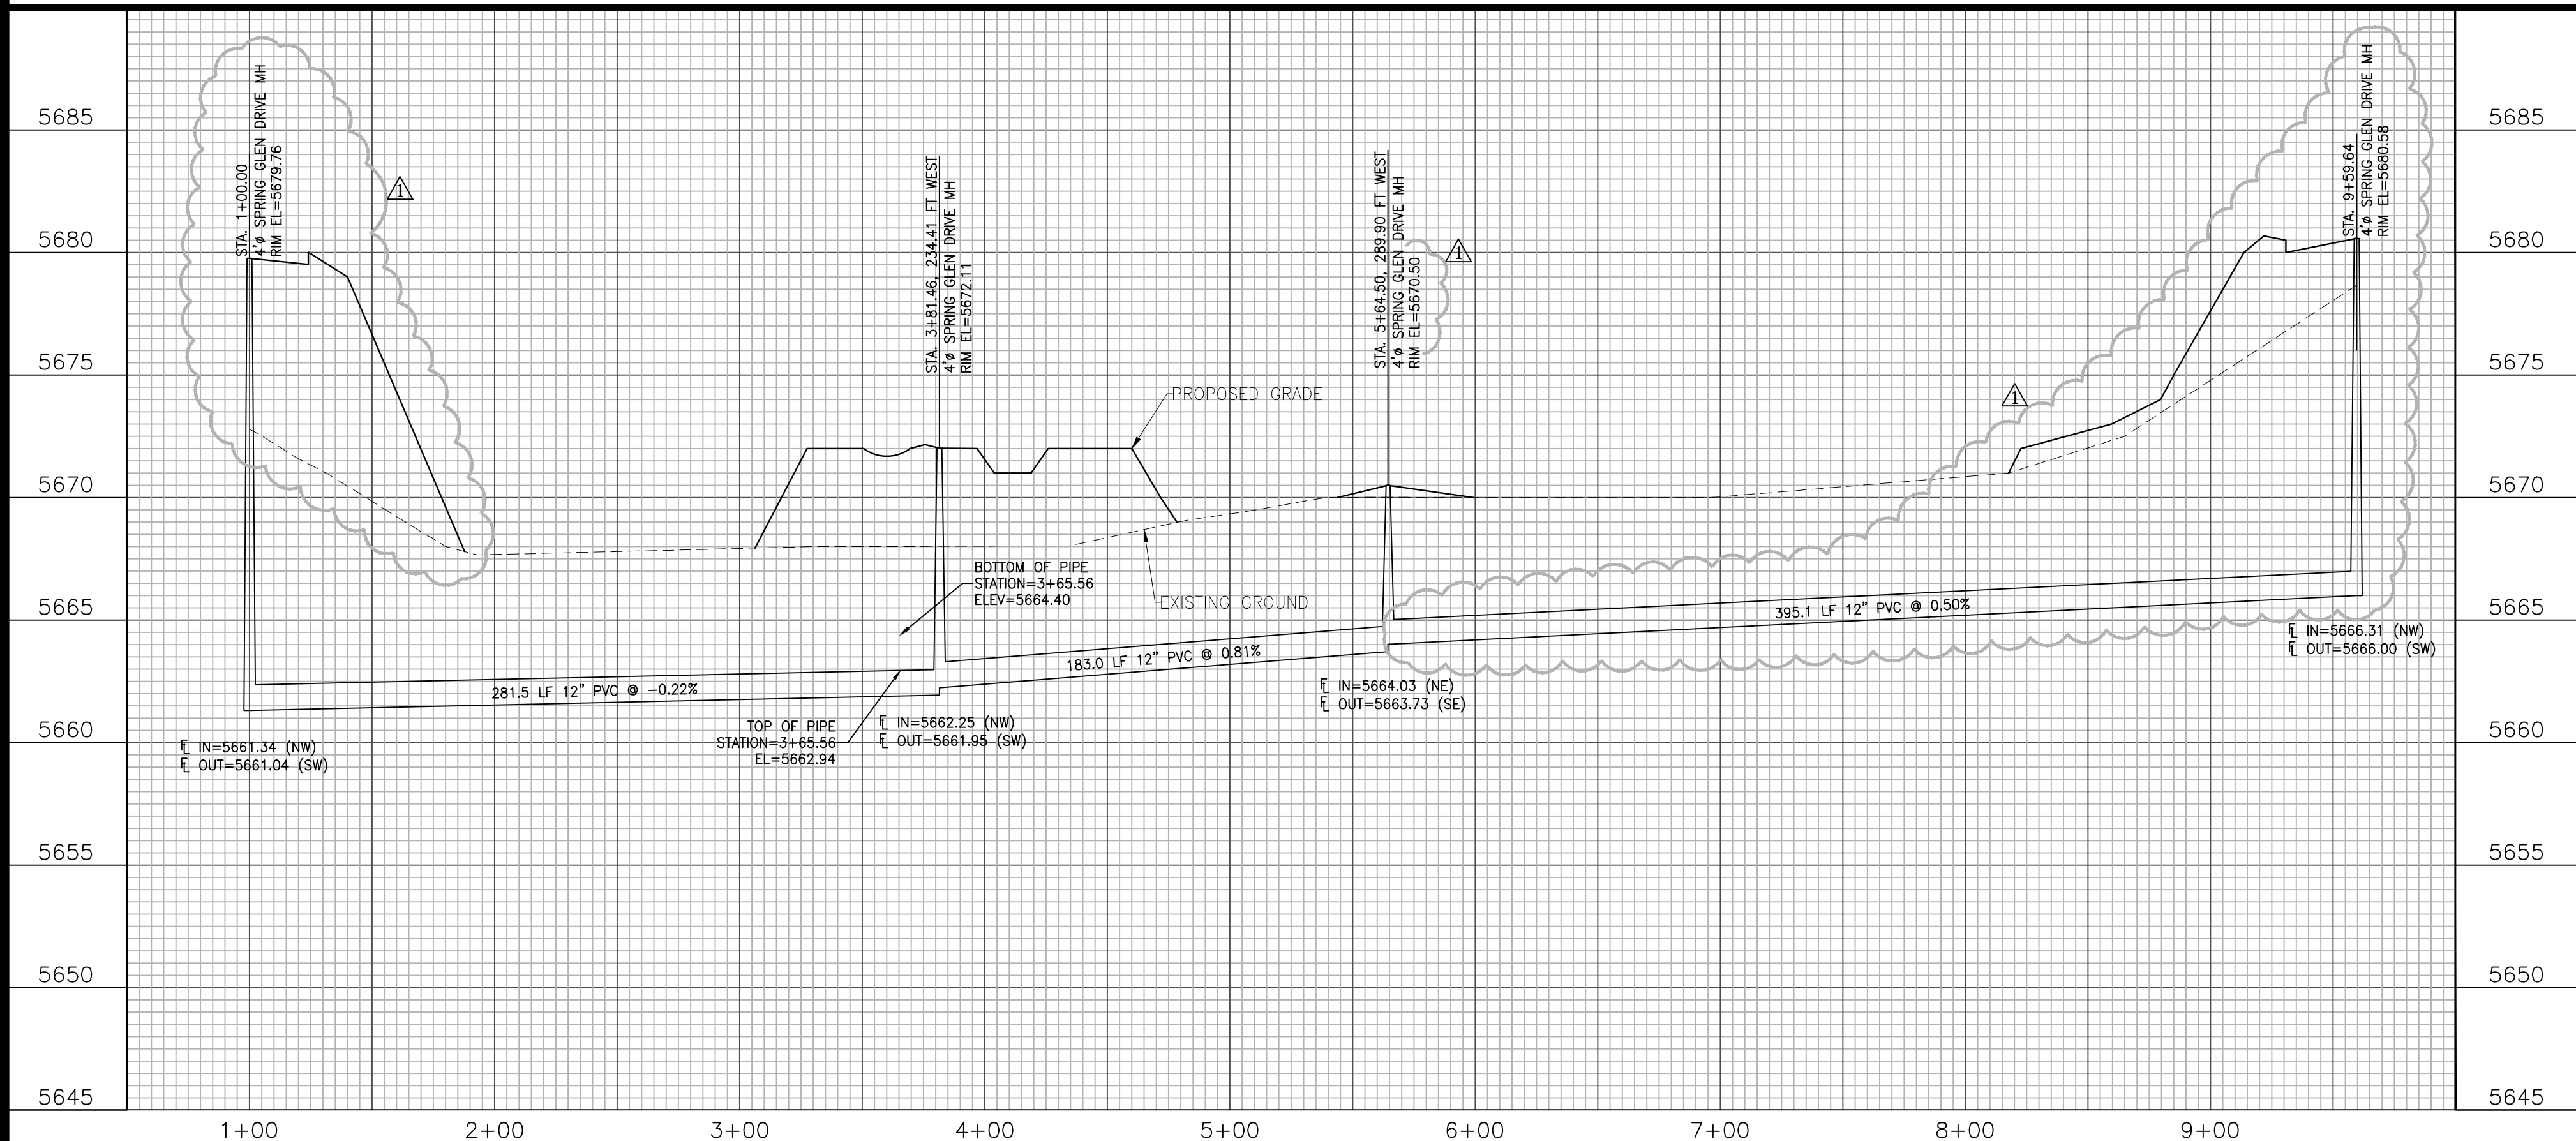 5685
5680
5675
5670
5665
5660
5655
5650
5645
STA. 1+00.00
4'ø SPRING GLEN DRIVE MH
RIM EL=5679.76
1
STA. 3+81.46, 234.41 FT WEST
4'ø SPRING GLEN DRIVE MH
RIM EL=5672.11
STA. 5+64.50, 289.90 FT WEST
4'ø SPRING GLEN DRIVE MH
RIM EL=5670.50
1
1
STA. 9+59.64
4'ø SPRING GLEN DRIVE MH
RIM EL=5680.58
PROPOSED GRADE
BOTTOM OF PIPE
STATION=3+65.56
ELEV=5664.40
EXISTING GROUND
281.5 LF 12" PVC @ -0.22%
183.0 LF 12" PVC @ 0.81%
395.1 LF 12" PVC @ 0.50%
FL IN=5661.34 (NW)
FL OUT=5661.04 (SW)
TOP OF PIPE
STATION=3+65.56
EL=5662.94
FL IN=5662.25 (NW)
FL OUT=5661.95 (SW)
FL IN=5664.03 (NE)
FL OUT=5663.73 (SE)
FL IN=5666.31 (NW)
FL OUT=5666.00 (SW)
5685
5680
5675
5670
5665
5660
5655
5650
5645
1+00 2+00 3+00 4+00 5+00 6+00 7+00 8+00 9+00